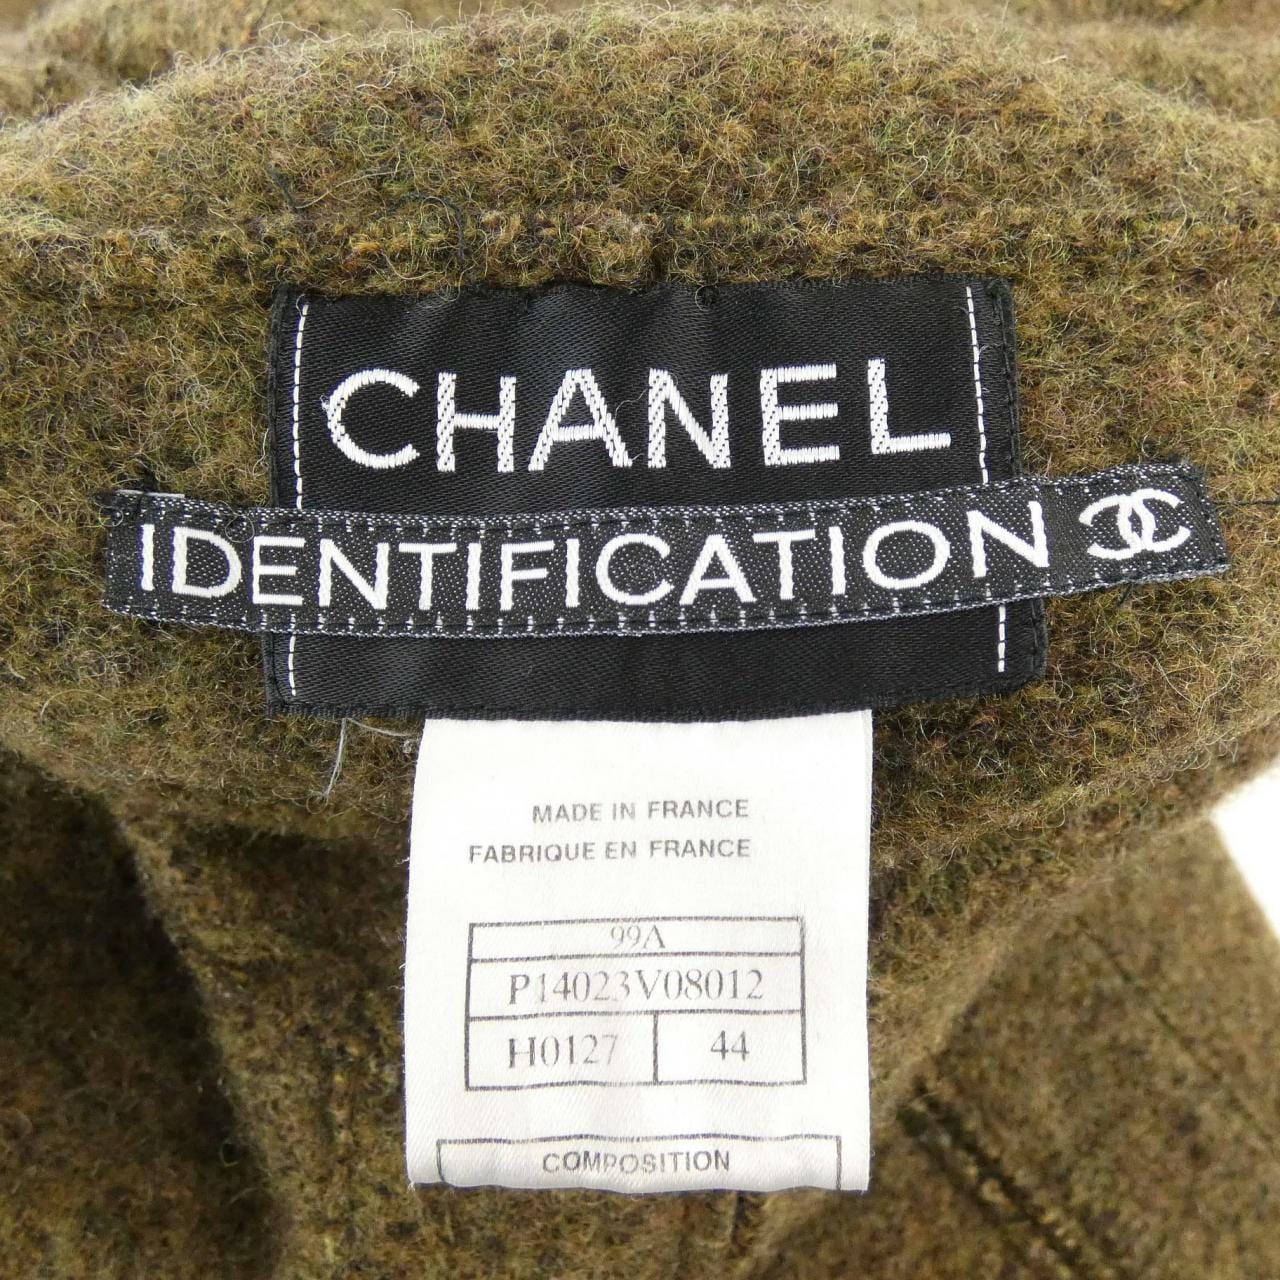 CHANEL
IDENTIFICATION
MADE IN FRANCE
FABRIQUE EN FRANCE
99A
P14023V08012
H0127 44
COMPOSITION